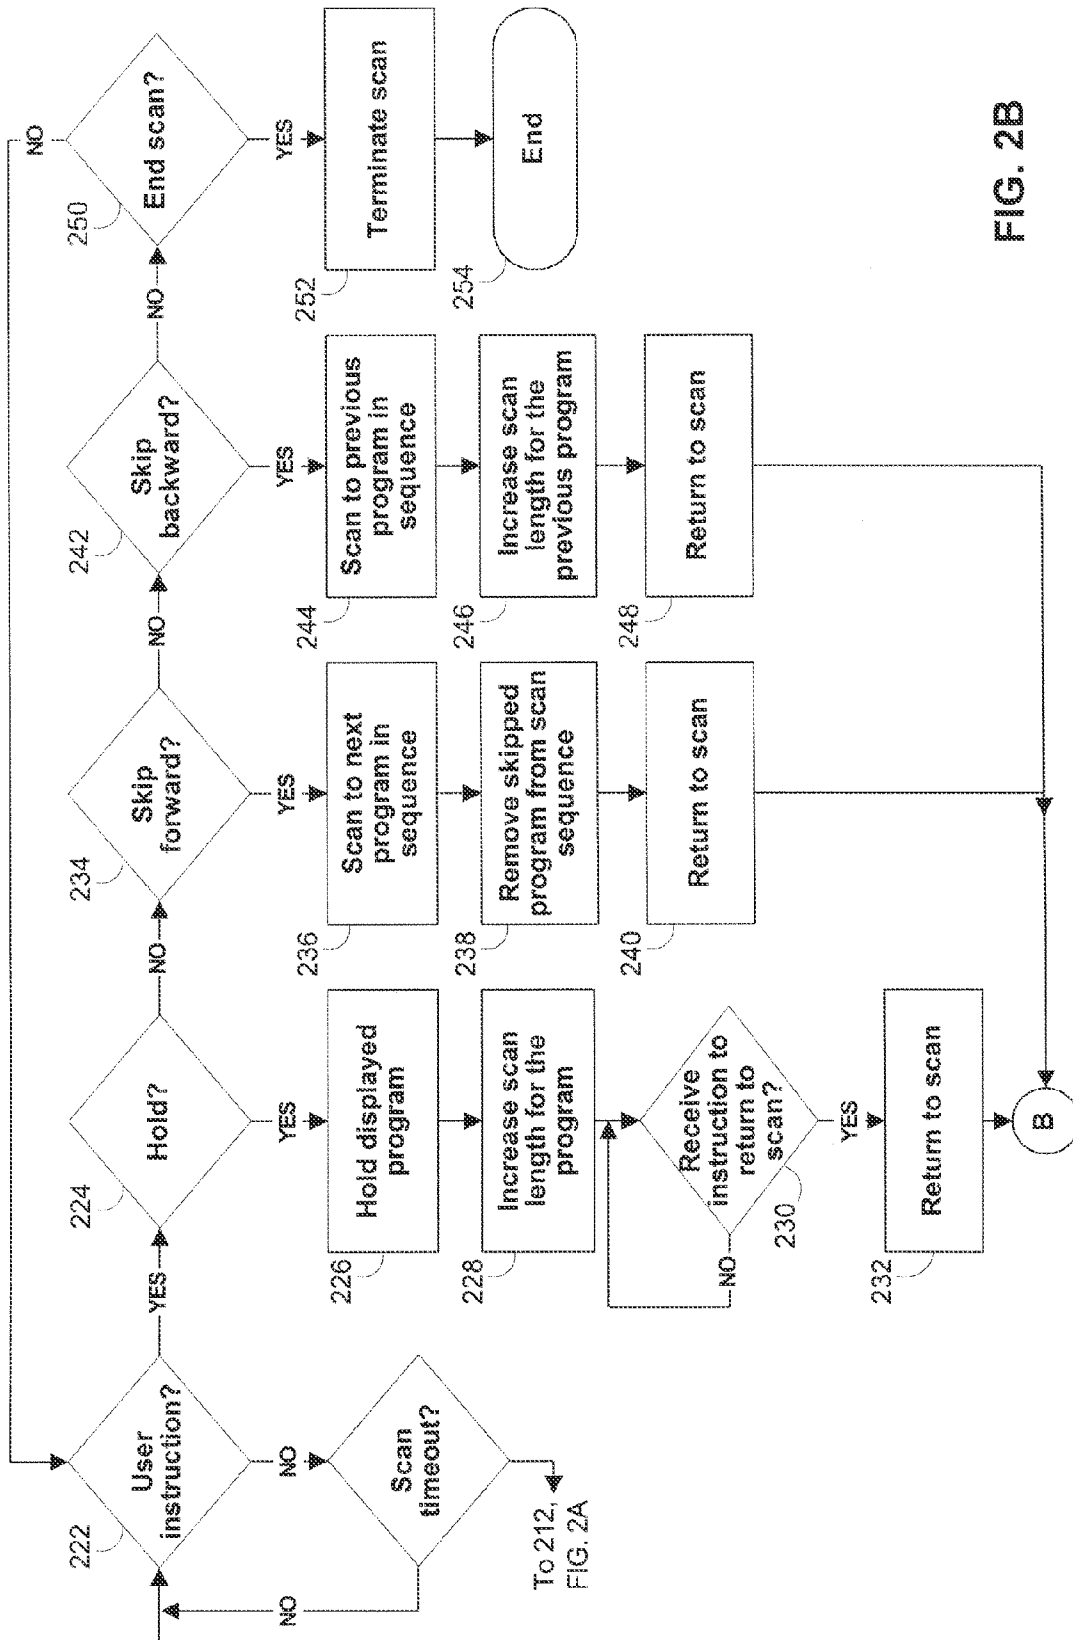 222
User
instruction?
YES
NO
Scan
timeout?
NO
To 212,
FIG. 2A
224
Hold?
NO
YES
226
Hold displayed
program
228
Increase scan
length for the
program
Receive
instruction to
return to
scan?
230
NO
YES
232
Return to scan
B
234
Skip
forward?
NO
YES
236
Scan to next
program in
sequence
238
Remove skipped
program from scan
sequence
240
Return to scan
242
Skip
backward?
NO
YES
244
Scan to previous
program in
sequence
246
Increase scan
length for the
previous program
248
Return to scan
250
End scan?
NO
YES
252
Terminate scan
254
End
FIG. 2B